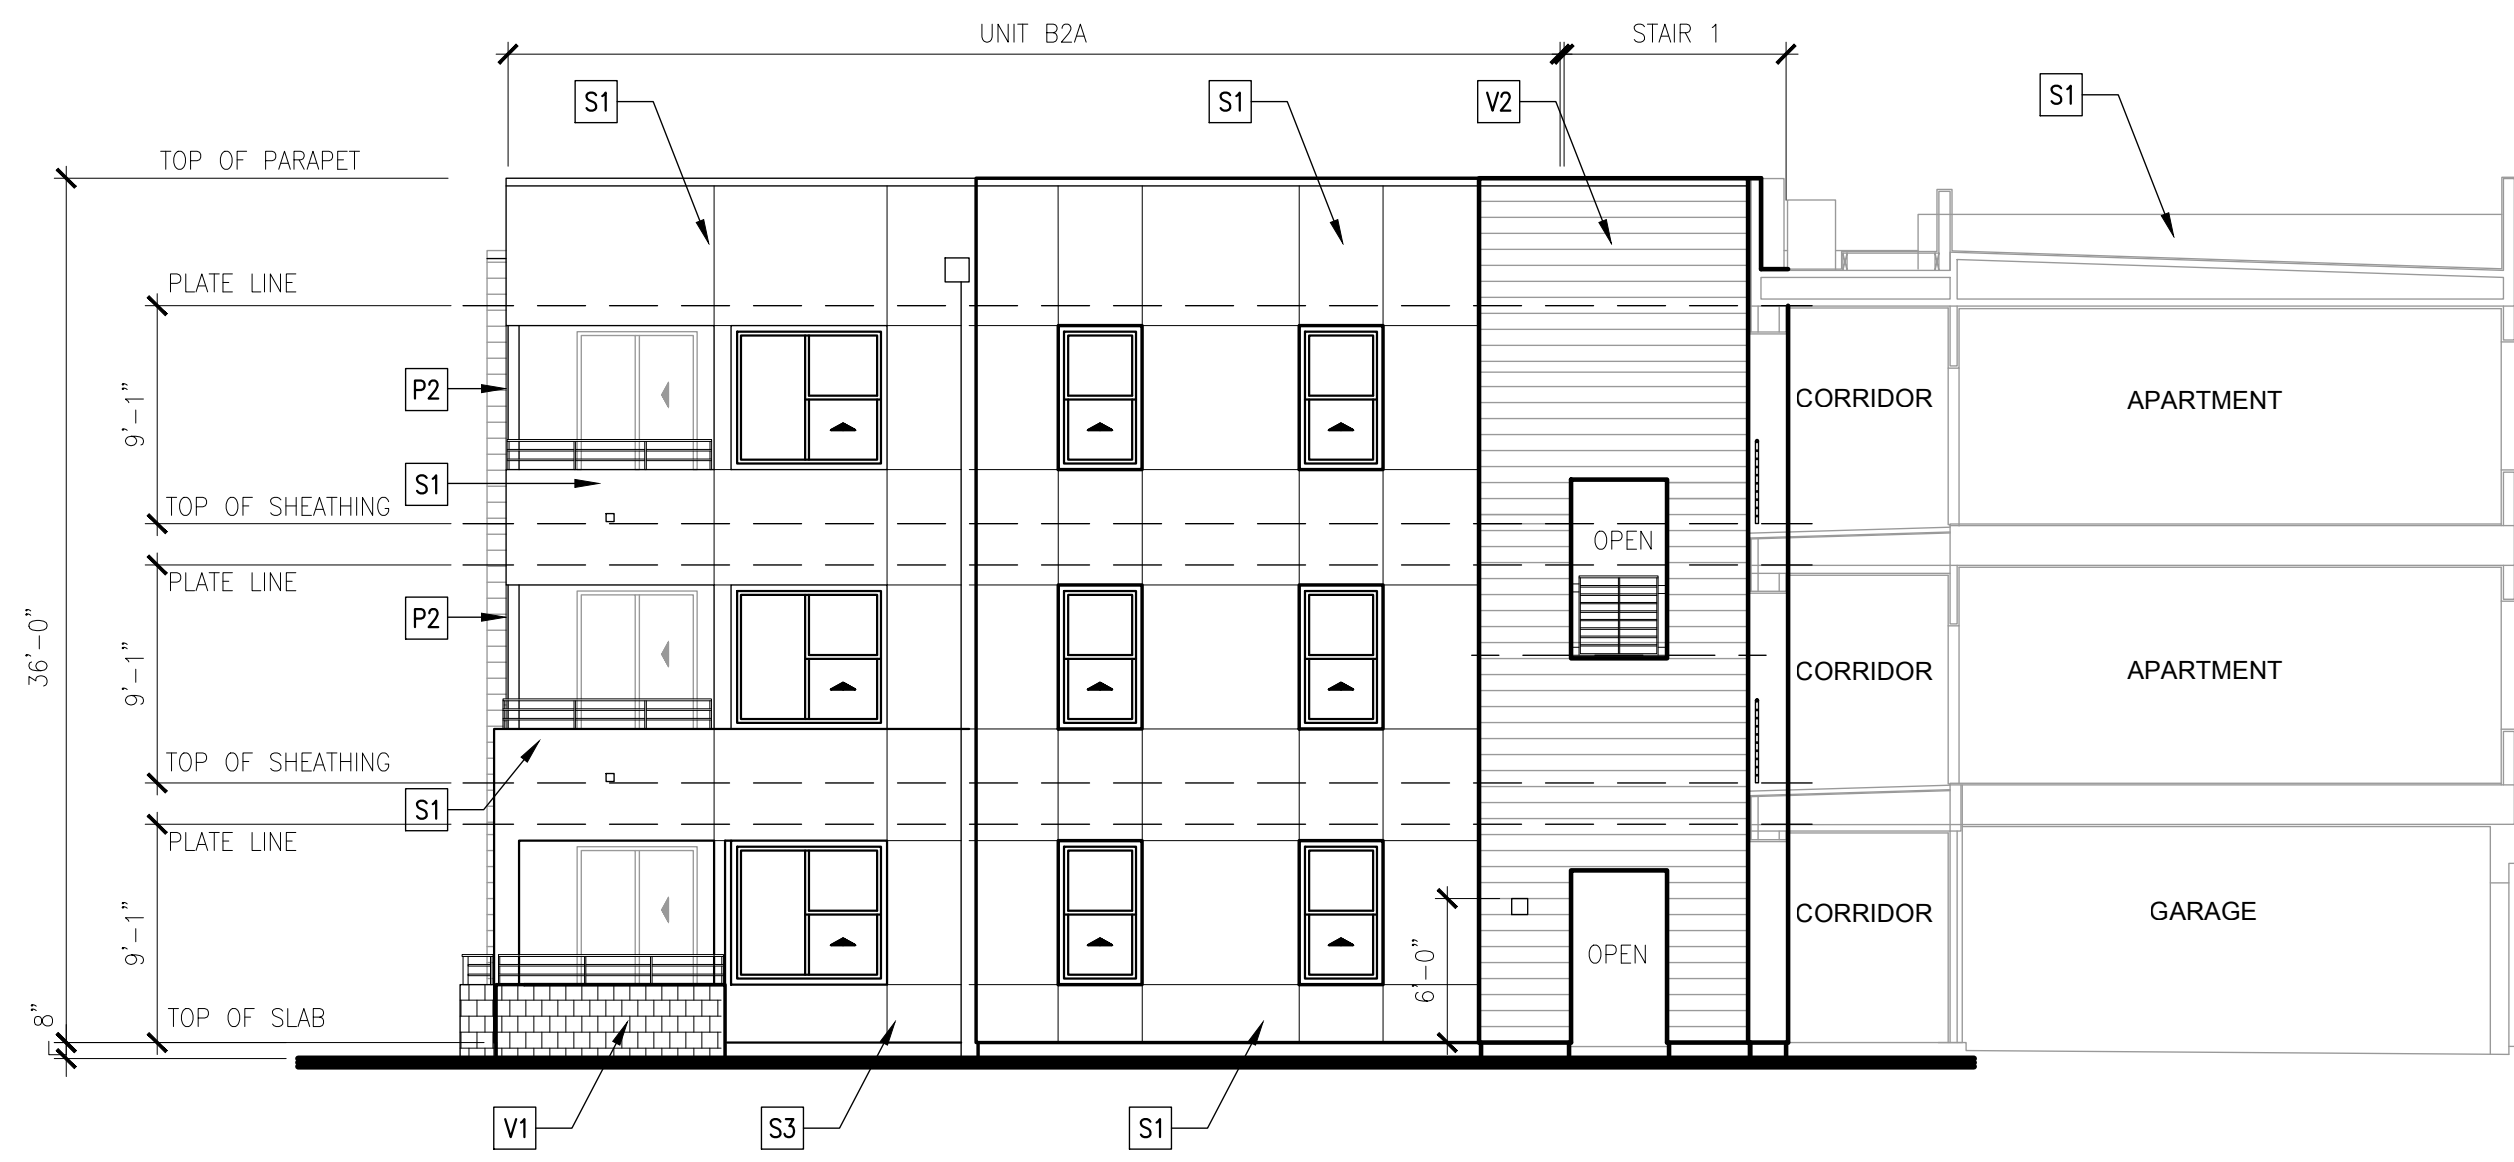 UNIT B2A
STAIR 1
S1
S1
V2
S1
TOP OF PARAPET
PLATE LINE
P2
9'-1"
CORRIDOR
APARTMENT
S1
TOP OF SHEATHING
OPEN
PLATE LINE
P2
36'-0"
9'-1"
CORRIDOR
APARTMENT
TOP OF SHEATHING
S1
PLATE LINE
9'-1"
CORRIDOR
GARAGE
6'-0"
OPEN
8"
TOP OF SLAB
V1
S3
S1